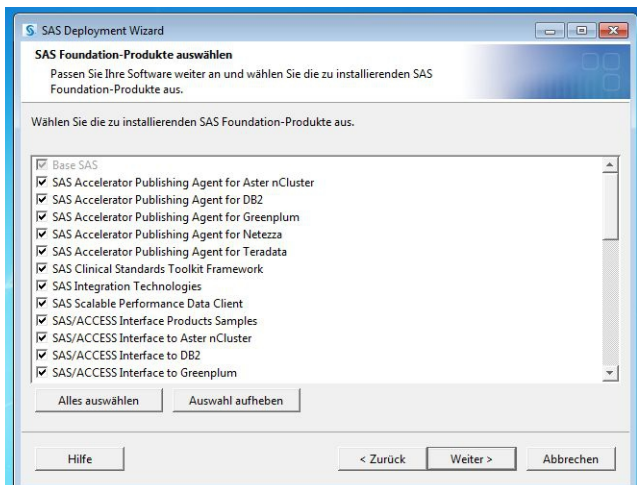 SAS Deployment Wizard
SAS Foundation-Produkte auswählen
Passen Sie Ihre Software weiter an und wählen Sie die zu installierenden SAS
Foundation-Produkte aus.
Wählen Sie die zu installierenden SAS Foundation-Produkte aus.
Base SAS
SAS Accelerator Publishing Agent for Aster nCluster
SAS Accelerator Publishing Agent for DB2
SAS Accelerator Publishing Agent for Greenplum
SAS Accelerator Publishing Agent for Netezza
SAS Accelerator Publishing Agent for Teradata
SAS Clinical Standards Toolkit Framework
SAS Integration Technologies
SAS Scalable Performance Data Client
SAS/ACCESS Interface Products Samples
SAS/ACCESS Interface to Aster nCluster
SAS/ACCESS Interface to DB2
SAS/ACCESS Interface to Greenplum
Alles auswählen Auswahl aufheben
Hilfe < Zurück Weiter > Abbrechen